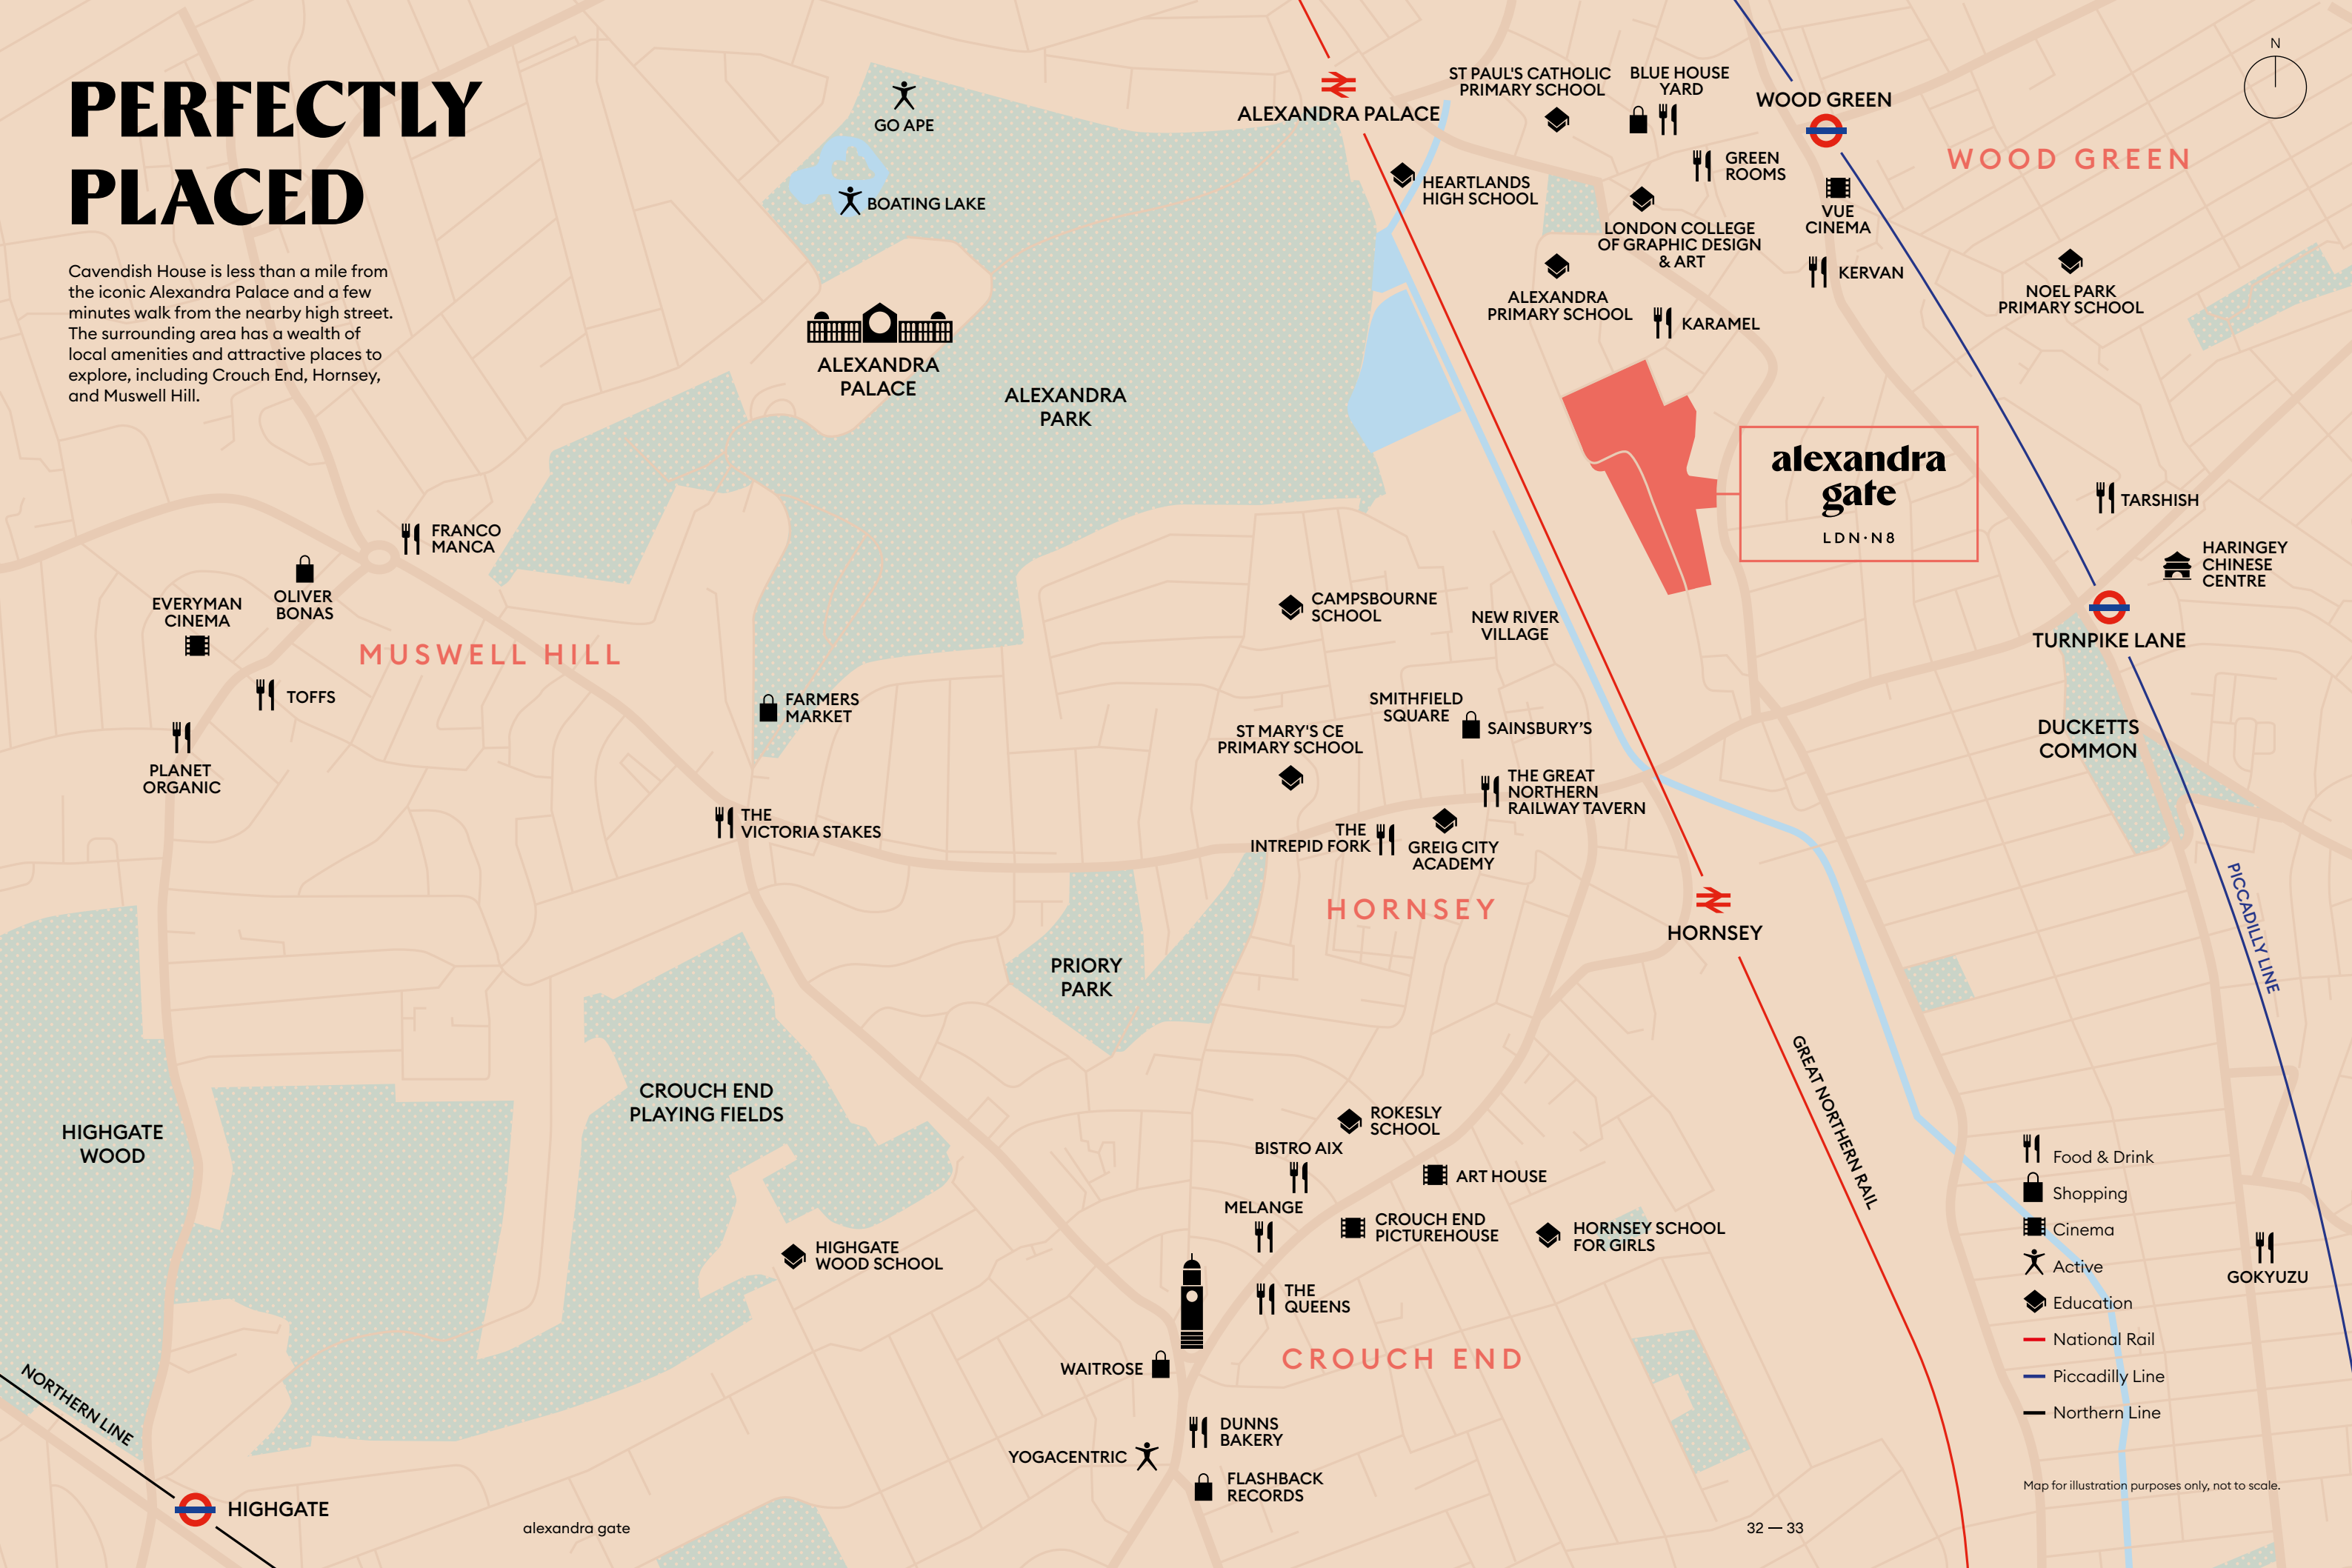 PERFECTLY
PLACED
Cavendish House is less than a mile from
the iconic Alexandra Palace and a few
minutes walk from the nearby high street.
The surrounding area has a wealth of
local amenities and attractive places to
explore, including Crouch End, Hornsey,
and Muswell Hill.
GO APE
BOATING LAKE
ALEXANDRA
PALACE
ALEXANDRA
PARK
ALEXANDRA PALACE
ST PAUL'S CATHOLIC
PRIMARY SCHOOL
BLUE HOUSE
YARD
WOOD GREEN
N
WOOD GREEN
HEARTLANDS
HIGH SCHOOL
GREEN
ROOMS
LONDON COLLEGE
OF GRAPHIC DESIGN
& ART
VUE
CINEMA
KERVAN
ALEXANDRA
PRIMARY SCHOOL
KARAMEL
NOEL PARK
PRIMARY SCHOOL
alexandra
gate
LDN·N8
TARSHISH
HARINGEY
CHINESE
CENTRE
TURNPIKE LANE
DUCKETTS
COMMON
FRANCO
MANCA
OLIVER
BONAS
EVERYMAN
CINEMA
MUSWELL HILL
TOFFS
PLANET
ORGANIC
FARMERS
MARKET
THE
VICTORIA STAKES
CAMPSBOURNE
SCHOOL
NEW RIVER
VILLAGE
SMITHFIELD
SQUARE
SAINSBURY'S
ST MARY'S CE
PRIMARY SCHOOL
THE GREAT
NORTHERN
RAILWAY TAVERN
THE
INTREPID FORK
GREIG CITY
ACADEMY
HORNSEY
HORNSEY
PICCADILLY LINE
PRIORY
PARK
CROUCH END
PLAYING FIELDS
HIGHGATE
WOOD
HIGHGATE
WOOD SCHOOL
GREAT NORTHERN RAIL
ROKESLY
SCHOOL
BISTRO AIX
ART HOUSE
MELANGE
CROUCH END
PICTUREHOUSE
HORNSEY SCHOOL
FOR GIRLS
THE
QUEENS
CROUCH END
WAITROSE
DUNNS
BAKERY
YOGACENTRIC
FLASHBACK
RECORDS
NORTHERN LINE
HIGHGATE
GOKYUZU
Food & Drink
Shopping
Cinema
Active
Education
National Rail
Piccadilly Line
Northern Line
Map for illustration purposes only, not to scale.
alexandra gate
32 — 33